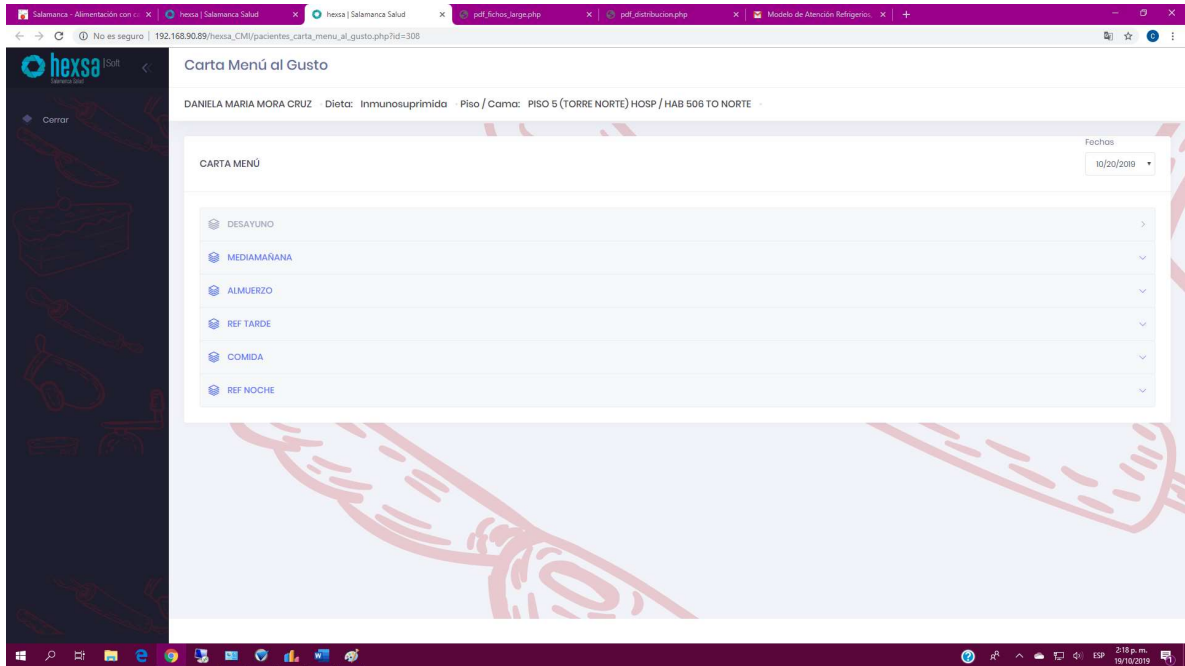 Salamanca - Alimentación con c
hexsa | Salamanca Salud
hexsa | Salamanca Salud
pdf_fichos_large.php
pdf_distribucion.php
Modelo de Atención Refrigerios,
No es seguro | 192.168.90.89/hexsa_CMI/pacientes_carta_menu_al_gusto.php?id=308
C
hexsa |Soft
Salamanca Salud
Cerrar
Carta Menú al Gusto
DANIELA MARIA MORA CRUZ · Dieta: Inmunosuprimida · Piso / Cama: PISO 5 (TORRE NORTE) HOSP / HAB 506 TO NORTE ·
Fechas
CARTA MENÚ
10/20/2019
DESAYUNO
MEDIAMAÑANA
ALMUERZO
REF TARDE
COMIDA
REF NOCHE
ESP
2:18 p. m.
19/10/2019